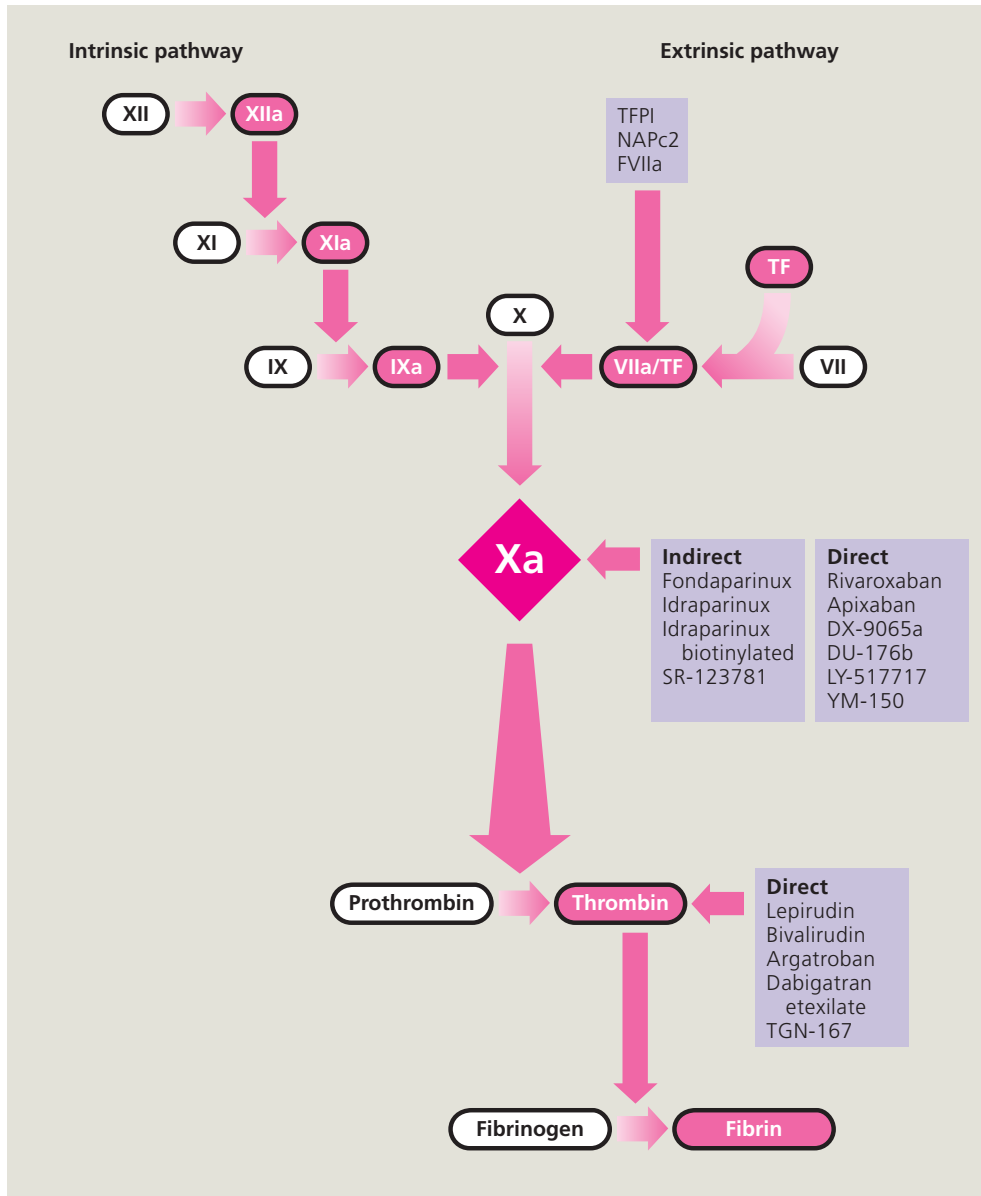 Intrinsic pathway
Extrinsic pathway
XII
XIIa
TFPI
NAPc2
FVIIa
XI
XIa
TF
X
IX
IXa
VIIa/TF
VII
Xa
Indirect
Fondaparinux
Idraparinux
Idraparinux
biotinylated
SR-123781
Direct
Rivaroxaban
Apixaban
DX-9065a
DU-176b
LY-517717
YM-150
Prothrombin
Thrombin
Direct
Lepirudin
Bivalirudin
Argatroban
Dabigatran
etexilate
TGN-167
Fibrinogen
Fibrin